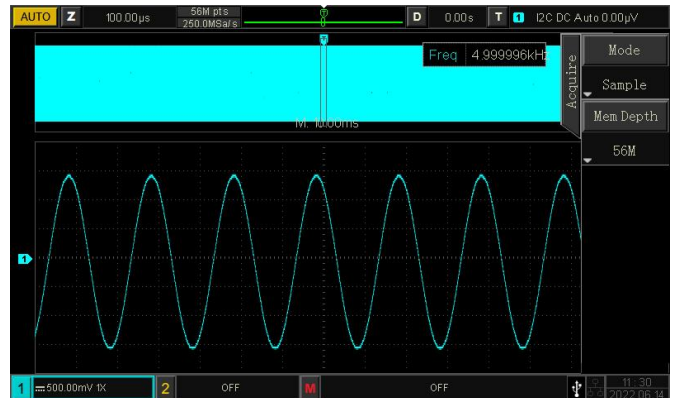 AUTO Z 100.00μs 56M pts D 0.00s T 1 I2C DC Auto 0.00μV
250.0MSa/s
T
Freq 4.999996kHz
Mode
Acquire
Sample
M: 10.00ms
Mem Depth
56M
1
1 500.00mV 1X 2 OFF M OFF 11:30
2022.06.14